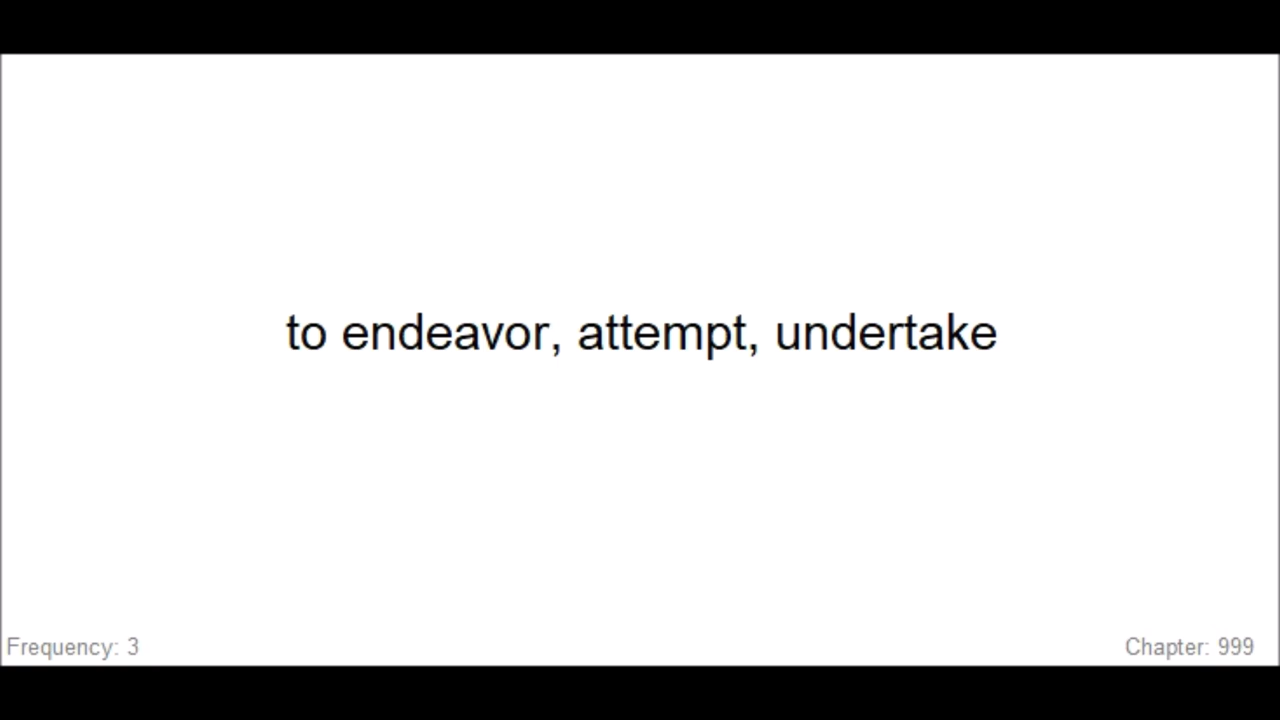 to endeavor, attempt, undertake
Frequency: 3
Chapter: 999